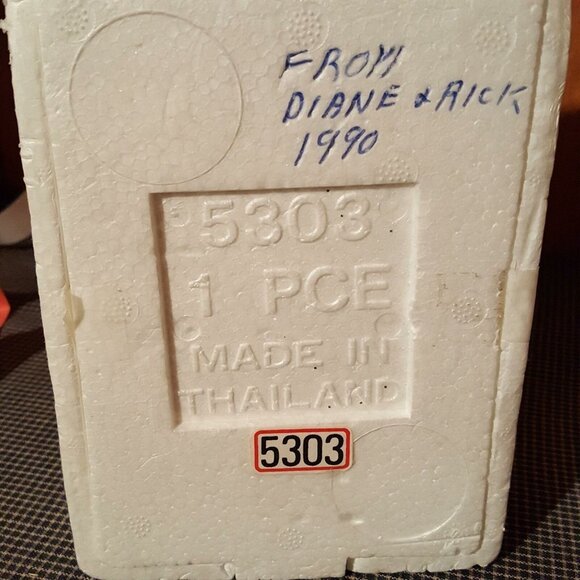 FROM
DIANE & RICK
1990
5303
1 PCE
MADE IN
THAILAND
5303